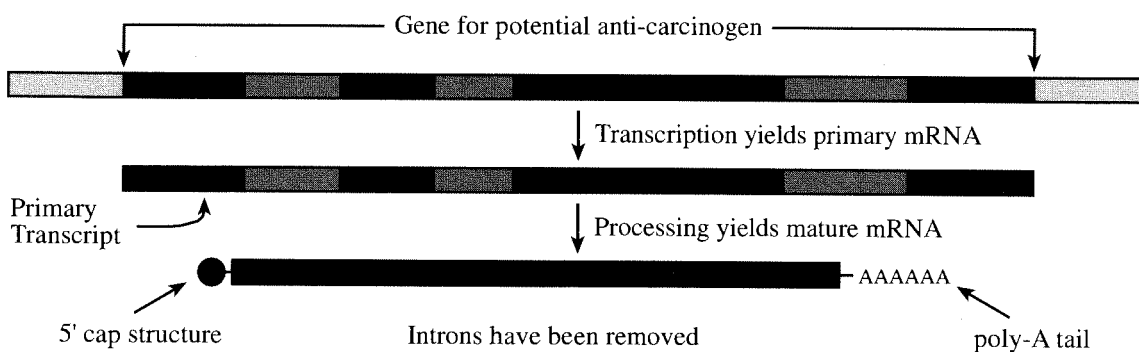 Gene for potential anti-carcinogen
Transcription yields primary mRNA
Primary
Transcript
Processing yields mature mRNA
AAAAAA
5' cap structure
Introns have been removed
poly-A tail